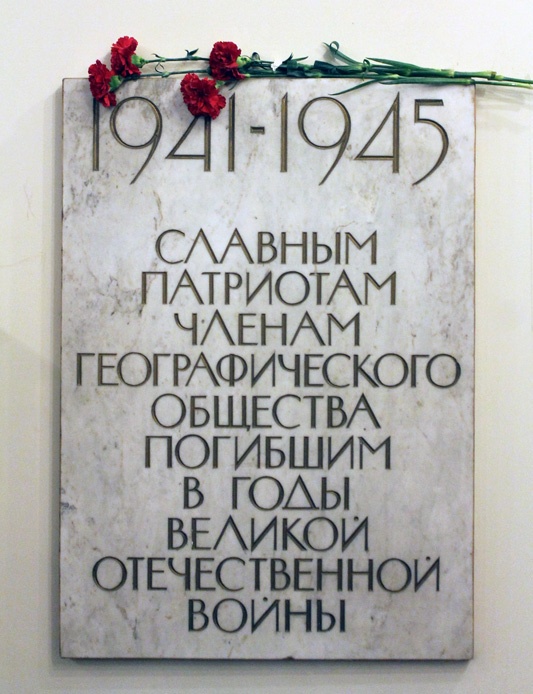 1941-1945
СЛАВНЫМ
ПАТРИОТАМ
ЧЛЕНАМ
ГЕОГРАФИЧЕСКОГО
ОБЩЕСТВА
ПОГИБШИМ
В ГОДЫ
ВЕЛИКОЙ
ОТЕЧЕСТВЕННОЙ
ВОЙНЫ